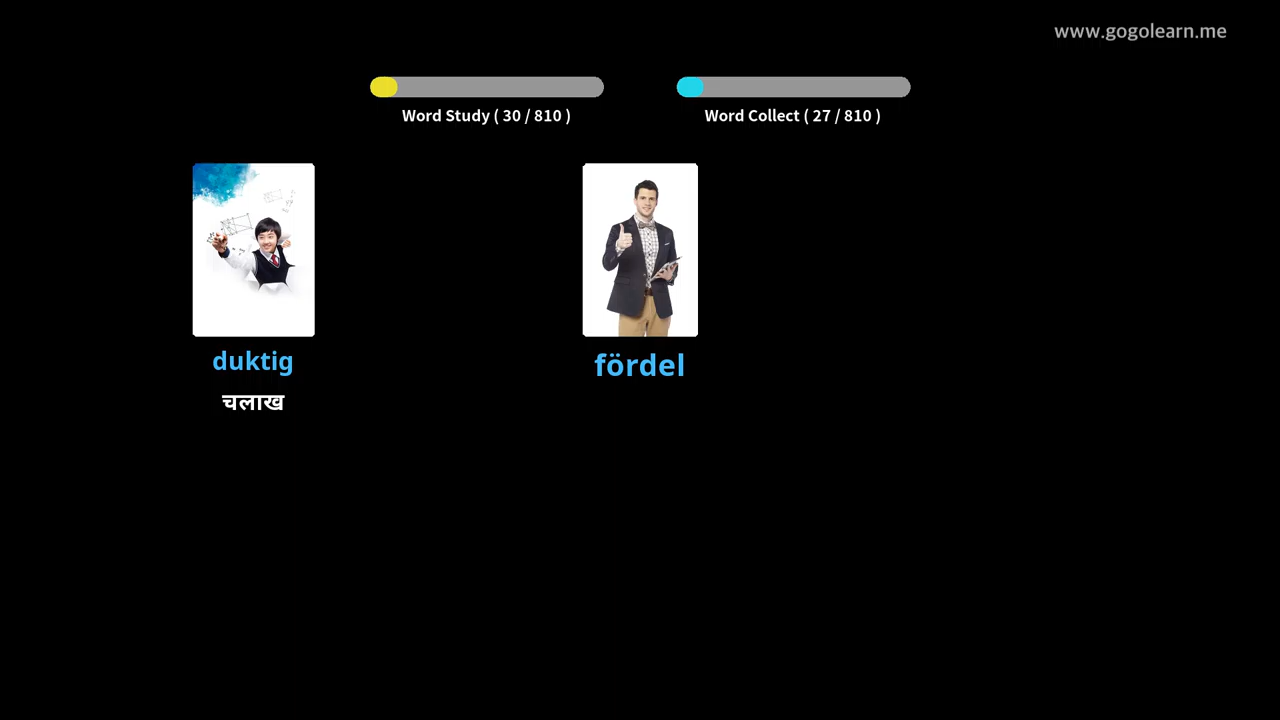 www.gogolearn.me
Word Study ( 30 / 810 )
Word Collect ( 27 / 810 )
duktig
fördel
चलाख